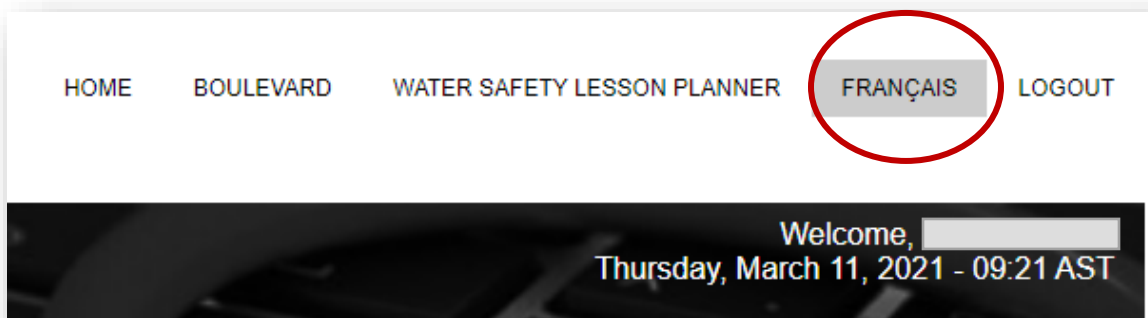 HOME BOULEVARD WATER SAFETY LESSON PLANNER FRANÇAIS LOGOUT
Welcome,
Thursday, March 11, 2021 - 09:21 AST